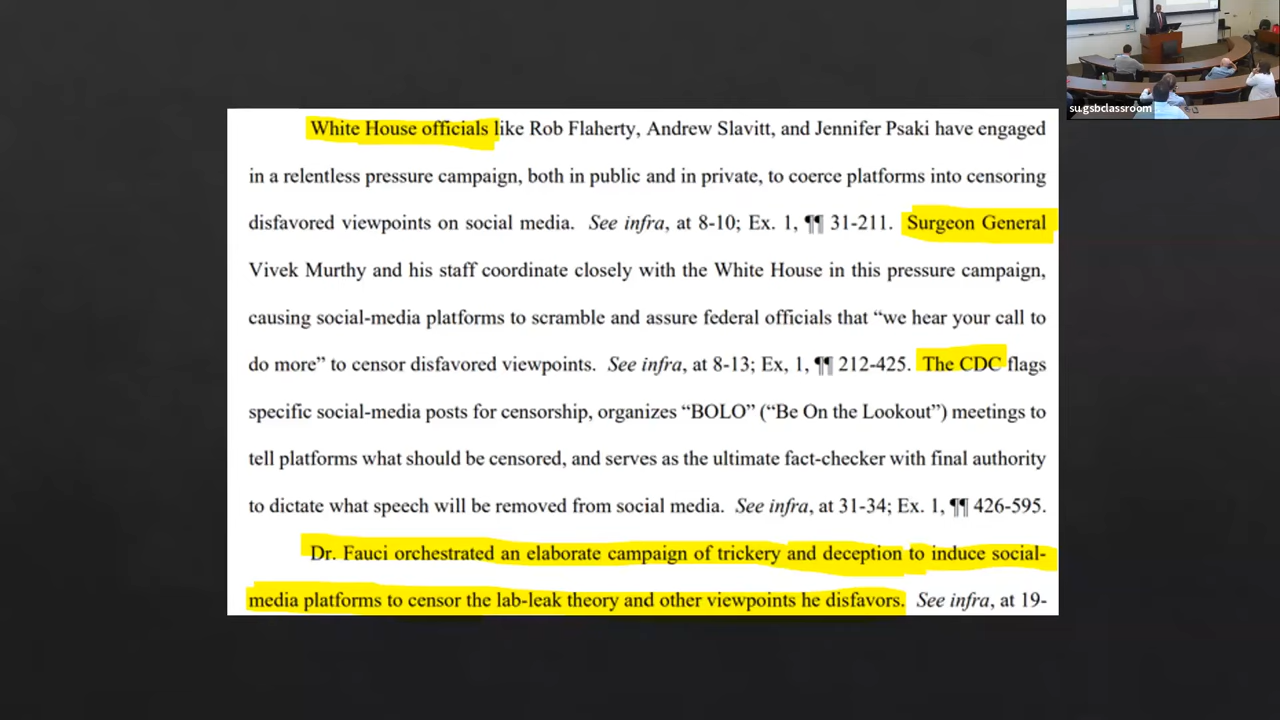 White House officials like Rob Flaherty, Andrew Slavitt, and Jennifer Psaki have engaged
in a relentless pressure campaign, both in public and in private, to coerce platforms into censoring
disfavored viewpoints on social media. See infra, at 8-10; Ex. 1, ¶¶ 31-211. Surgeon General
Vivek Murthy and his staff coordinate closely with the White House in this pressure campaign,
causing social-media platforms to scramble and assure federal officials that “we hear your call to
do more” to censor disfavored viewpoints. See infra, at 8-13; Ex, 1, ¶¶ 212-425. The CDC flags
specific social-media posts for censorship, organizes “BOLO” (“Be On the Lookout”) meetings to
tell platforms what should be censored, and serves as the ultimate fact-checker with final authority
to dictate what speech will be removed from social media. See infra, at 31-34; Ex. 1, ¶¶ 426-595.
Dr. Fauci orchestrated an elaborate campaign of trickery and deception to induce social-
media platforms to censor the lab-leak theory and other viewpoints he disfavors. See infra, at 19-
su.gsbclassroom